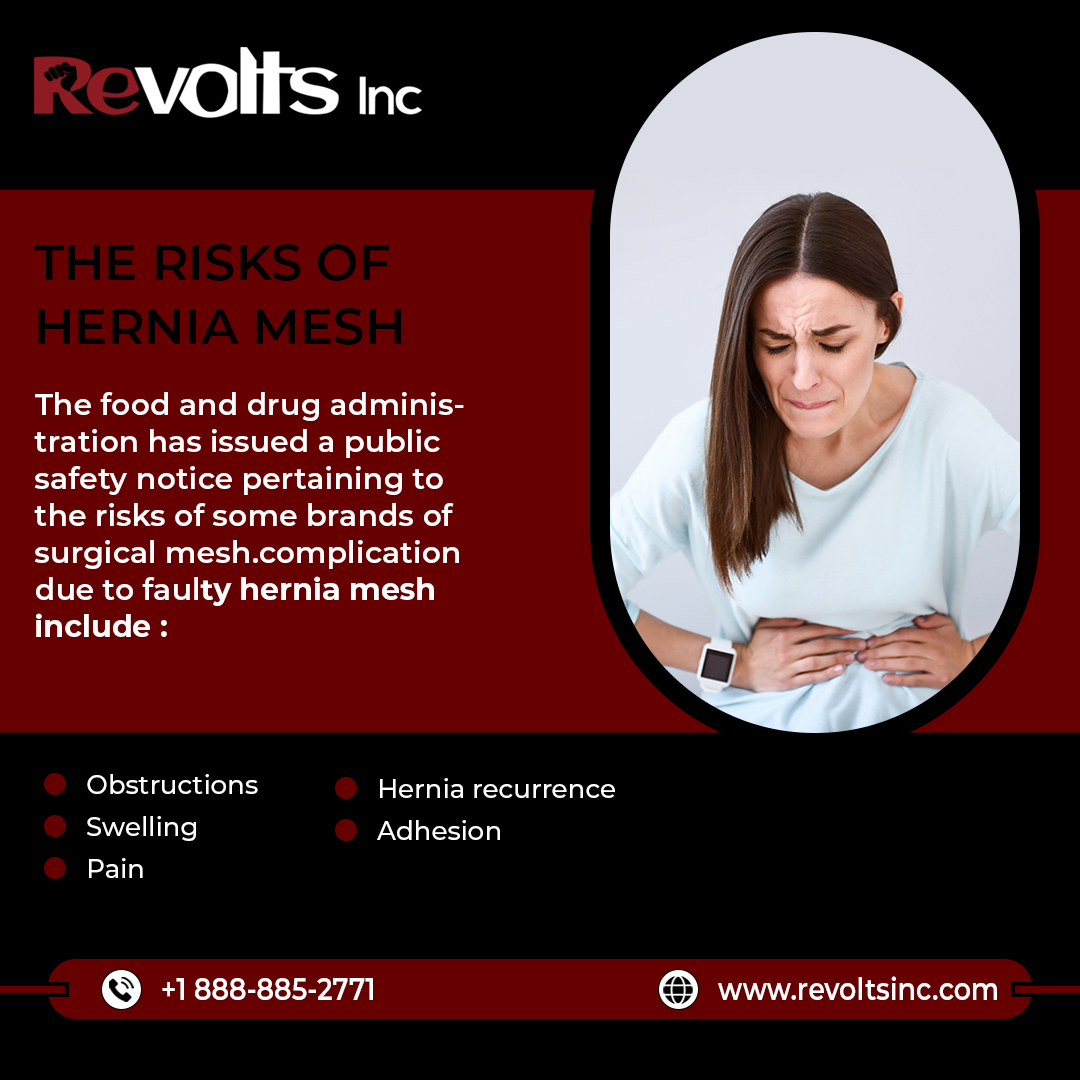 Revolts Inc
THE RISKS OF
HERNIA MESH
The food and drug adminis-
tration has issued a public
safety notice pertaining to
the risks of some brands of
surgical mesh.complication
due to faulty hernia mesh
include :
Obstructions
Swelling
Pain
Hernia recurrence
Adhesion
+1 888-885-2771
www.revoltsinc.com